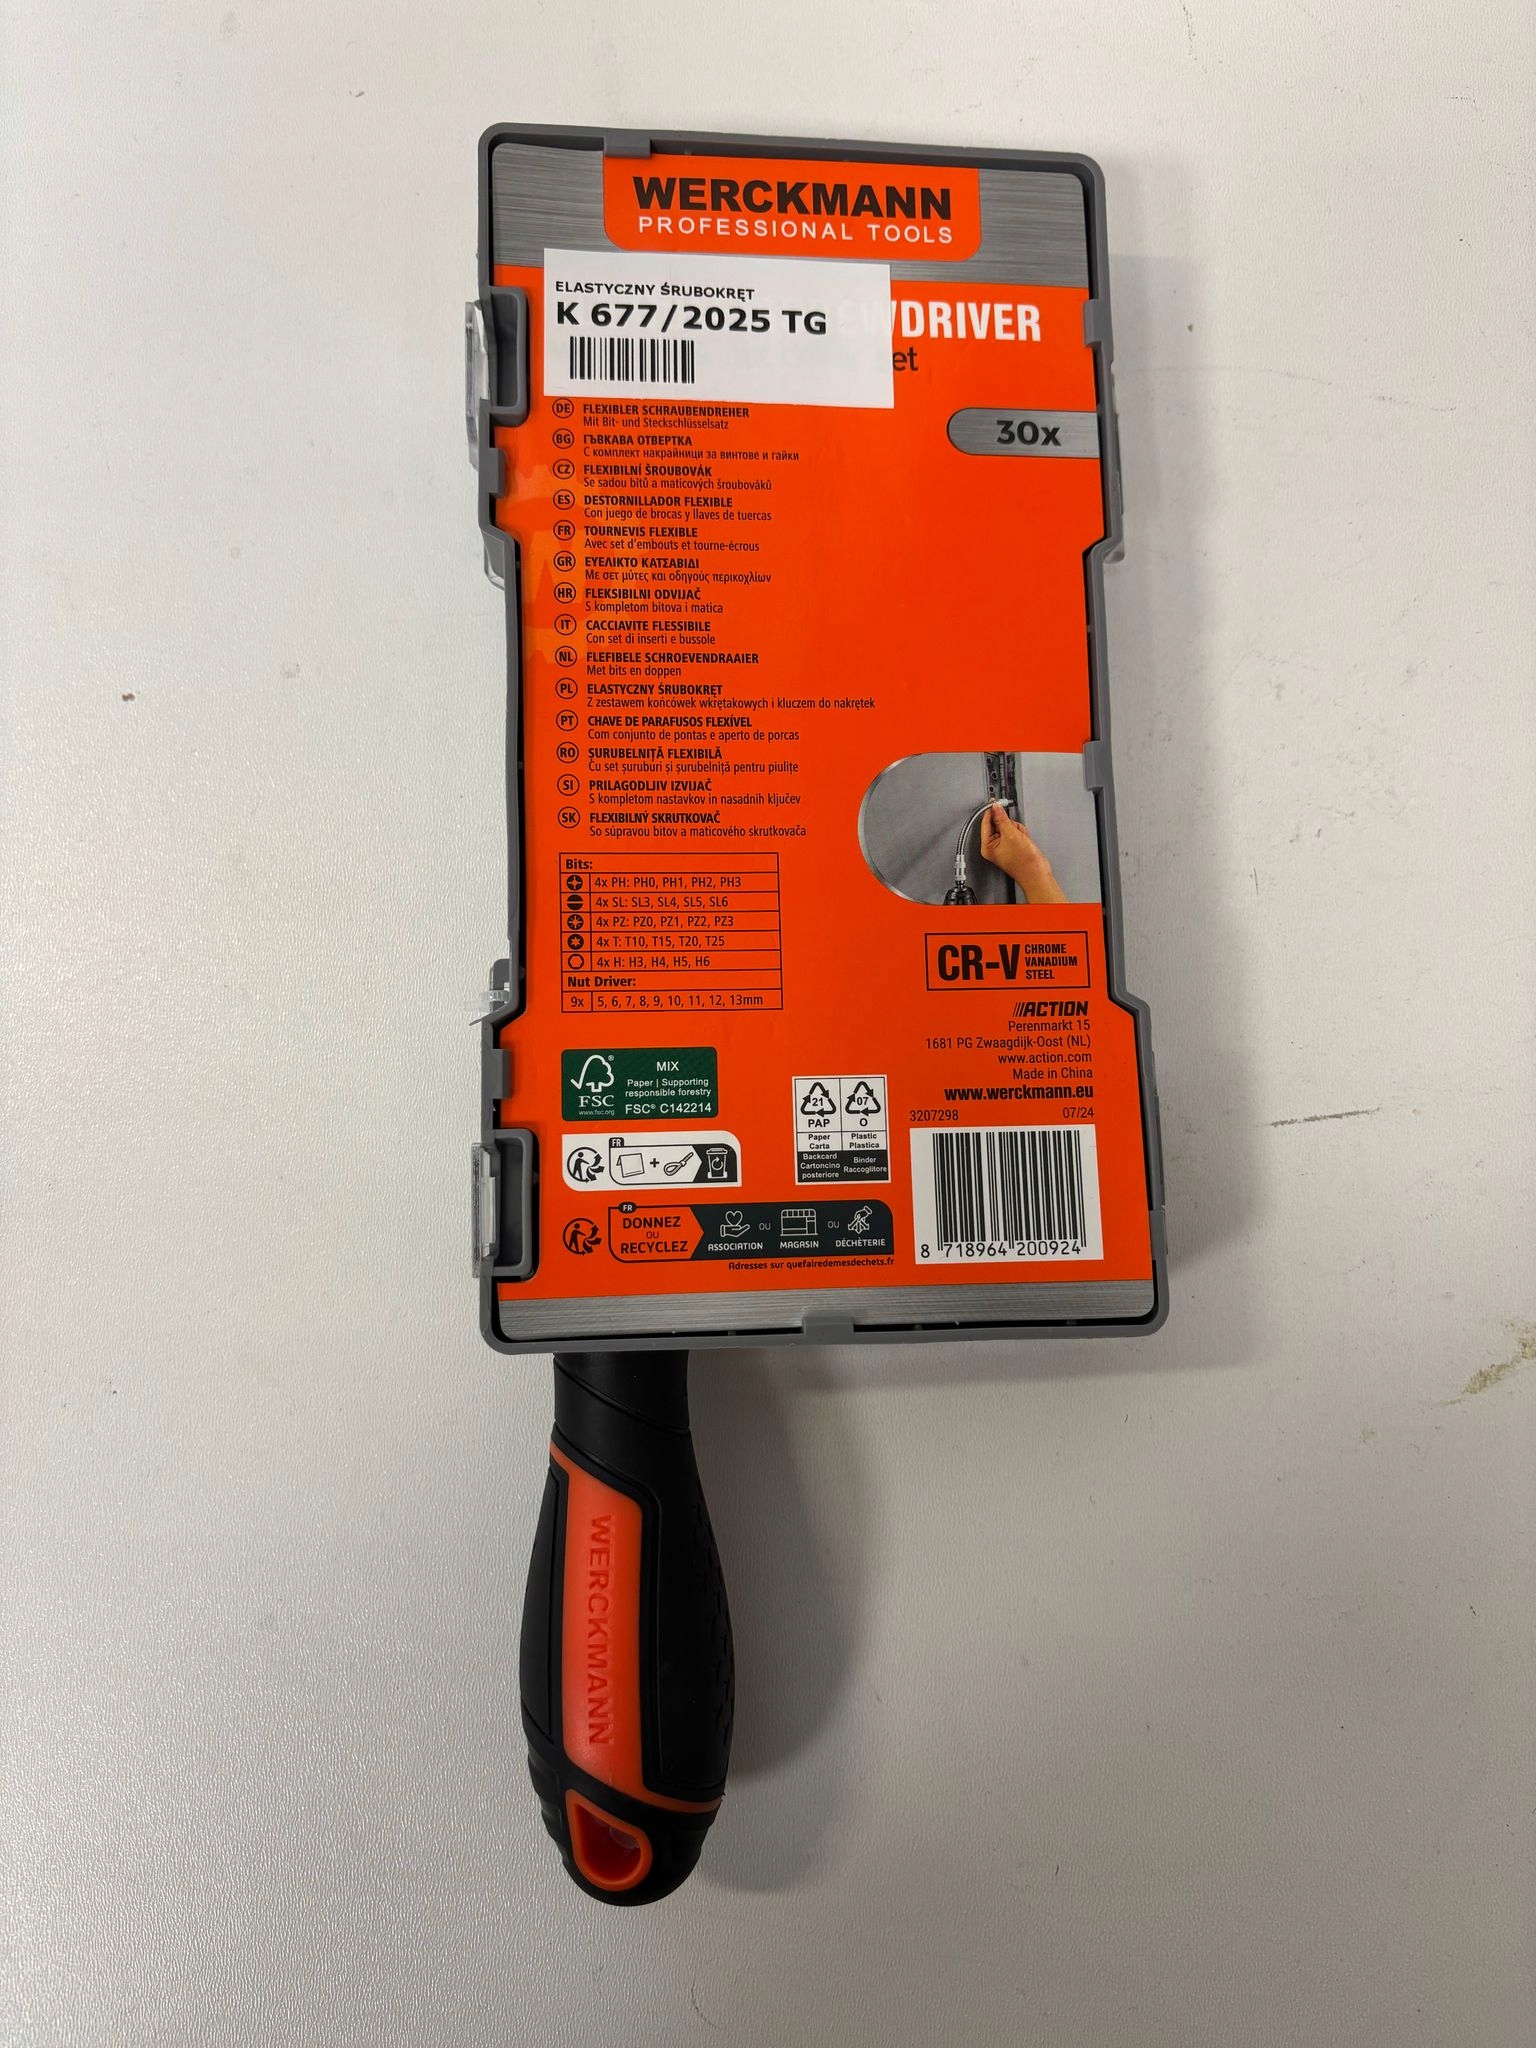 WERCKMANN
PROFESSIONAL TOOLS
ELASTYCZNY ŚRUBOKRĘT
K 677/2025 TG
WDRIVER
et
30x
DE FLEXIBLER SCHRAUBENDREHER
Mit Bit- und Steckschlüsselsatz
BG ГЪВКАВА ОТВЕРТКА
С комплект накрайници за винтове и гайки
CZ FLEXIBILNÍ ŠROUBOVÁK
Se sadou bitů a maticových šroubováků
ES DESTORNILLADOR FLEXIBLE
Con juego de brocas y llaves de tuercas
FR TOURNEVIS FLEXIBLE
Avec set d'embouts et tourne-écrous
GR ΕΥΕΛΙΚΤΟ ΚΑΤΣΑΒΙΔΙ
Με σετ μύτες και οδηγούς περικοχλίων
HR FLEKSIBILNI ODVIJAČ
S kompletom bitova i matica
IT CACCIAVITE FLESSIBILE
Con set di inserti e bussole
NL FLEFIBELE SCHROEVENDRAAIER
Met bits en doppen
PL ELASTYCZNY ŚRUBOKRĘT
Z zestawem końcówek wkrętakowych i kluczem do nakrętek
PT CHAVE DE PARAFUSOS FLEXÍVEL
Com conjunto de pontas e aperto de porcas
RO ȘURUBELNIȚĂ FLEXIBILĂ
Cu set șuruburi și șurubelniță pentru piulițe
SI PRILAGODLJIV IZVIJAČ
S kompletom nastavkov in nasadnih ključev
SK FLEXIBILNÝ SKRUTKOVAČ
So súpravou bitov a maticového skrutkovača
Bits:
4x PH: PH0, PH1, PH2, PH3
4x SL: SL3, SL4, SL5, SL6
4x PZ: PZ0, PZ1, PZ2, PZ3
4x T: T10, T15, T20, T25
4x H: H3, H4, H5, H6
Nut Driver:
9x 5, 6, 7, 8, 9, 10, 11, 12, 13mm
CR-V CHROME
VANADIUM
STEEL
ACTION
Perenmarkt 15
1681 PG Zwaagdijk-Oost (NL)
www.action.com
Made in China
www.werckmann.eu
3207298 07/24
8 718964 200924
FSC
www.fsc.org
MIX
Paper | Supporting
responsible forestry
FSC® C142214
21
PAP
Paper
Carta
Backcard
Cartoncino
posteriore
07
O
Plastic
Plastica
Binder
Raccoglitore
FR
+
FR
DONNEZ
OU
RECYCLEZ
ASSOCIATION
OU
MAGASIN
OU
DÉCHÈTERIE
Adresses sur quefairedemesdechets.fr
WERCKMANN